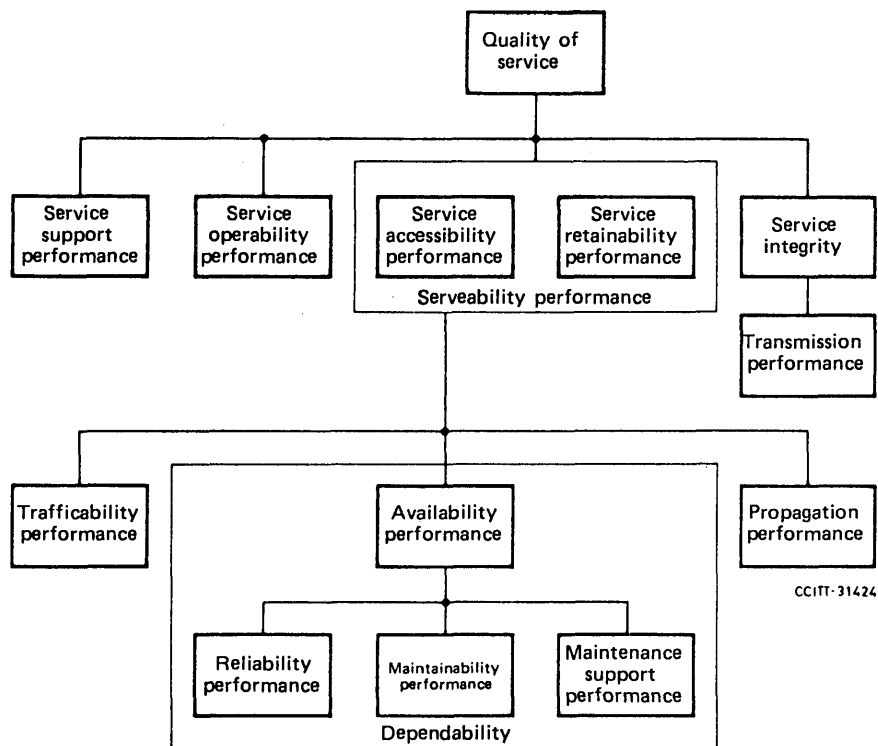 Quality of
service
Service
support
performance
Service
operability
performance
Service
accessibility
performance
Service
retainability
performance
Serveability performance
Service
integrity
Transmission
performance
Trafficability
performance
Availability
performance
Propagation
performance
CCITT-31424
Reliability
performance
Maintainability
performance
Maintenance
support
performance
Dependability